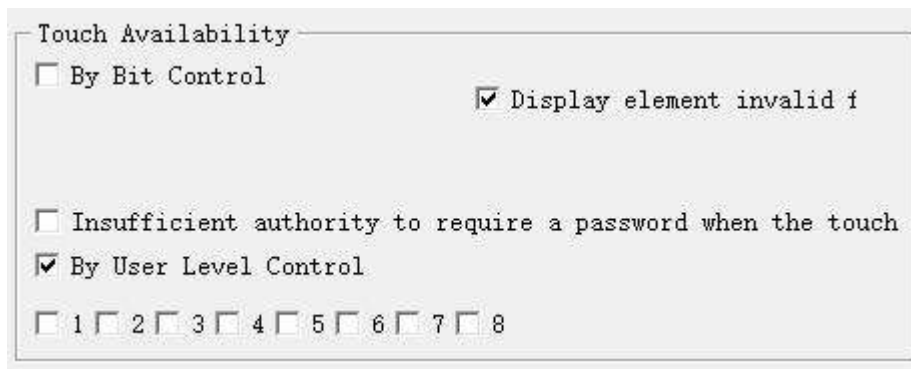 Touch Availability
By Bit Control
Display element invalid f
Insufficient authority to require a password when the touch
By User Level Control
1 2 3 4 5 6 7 8